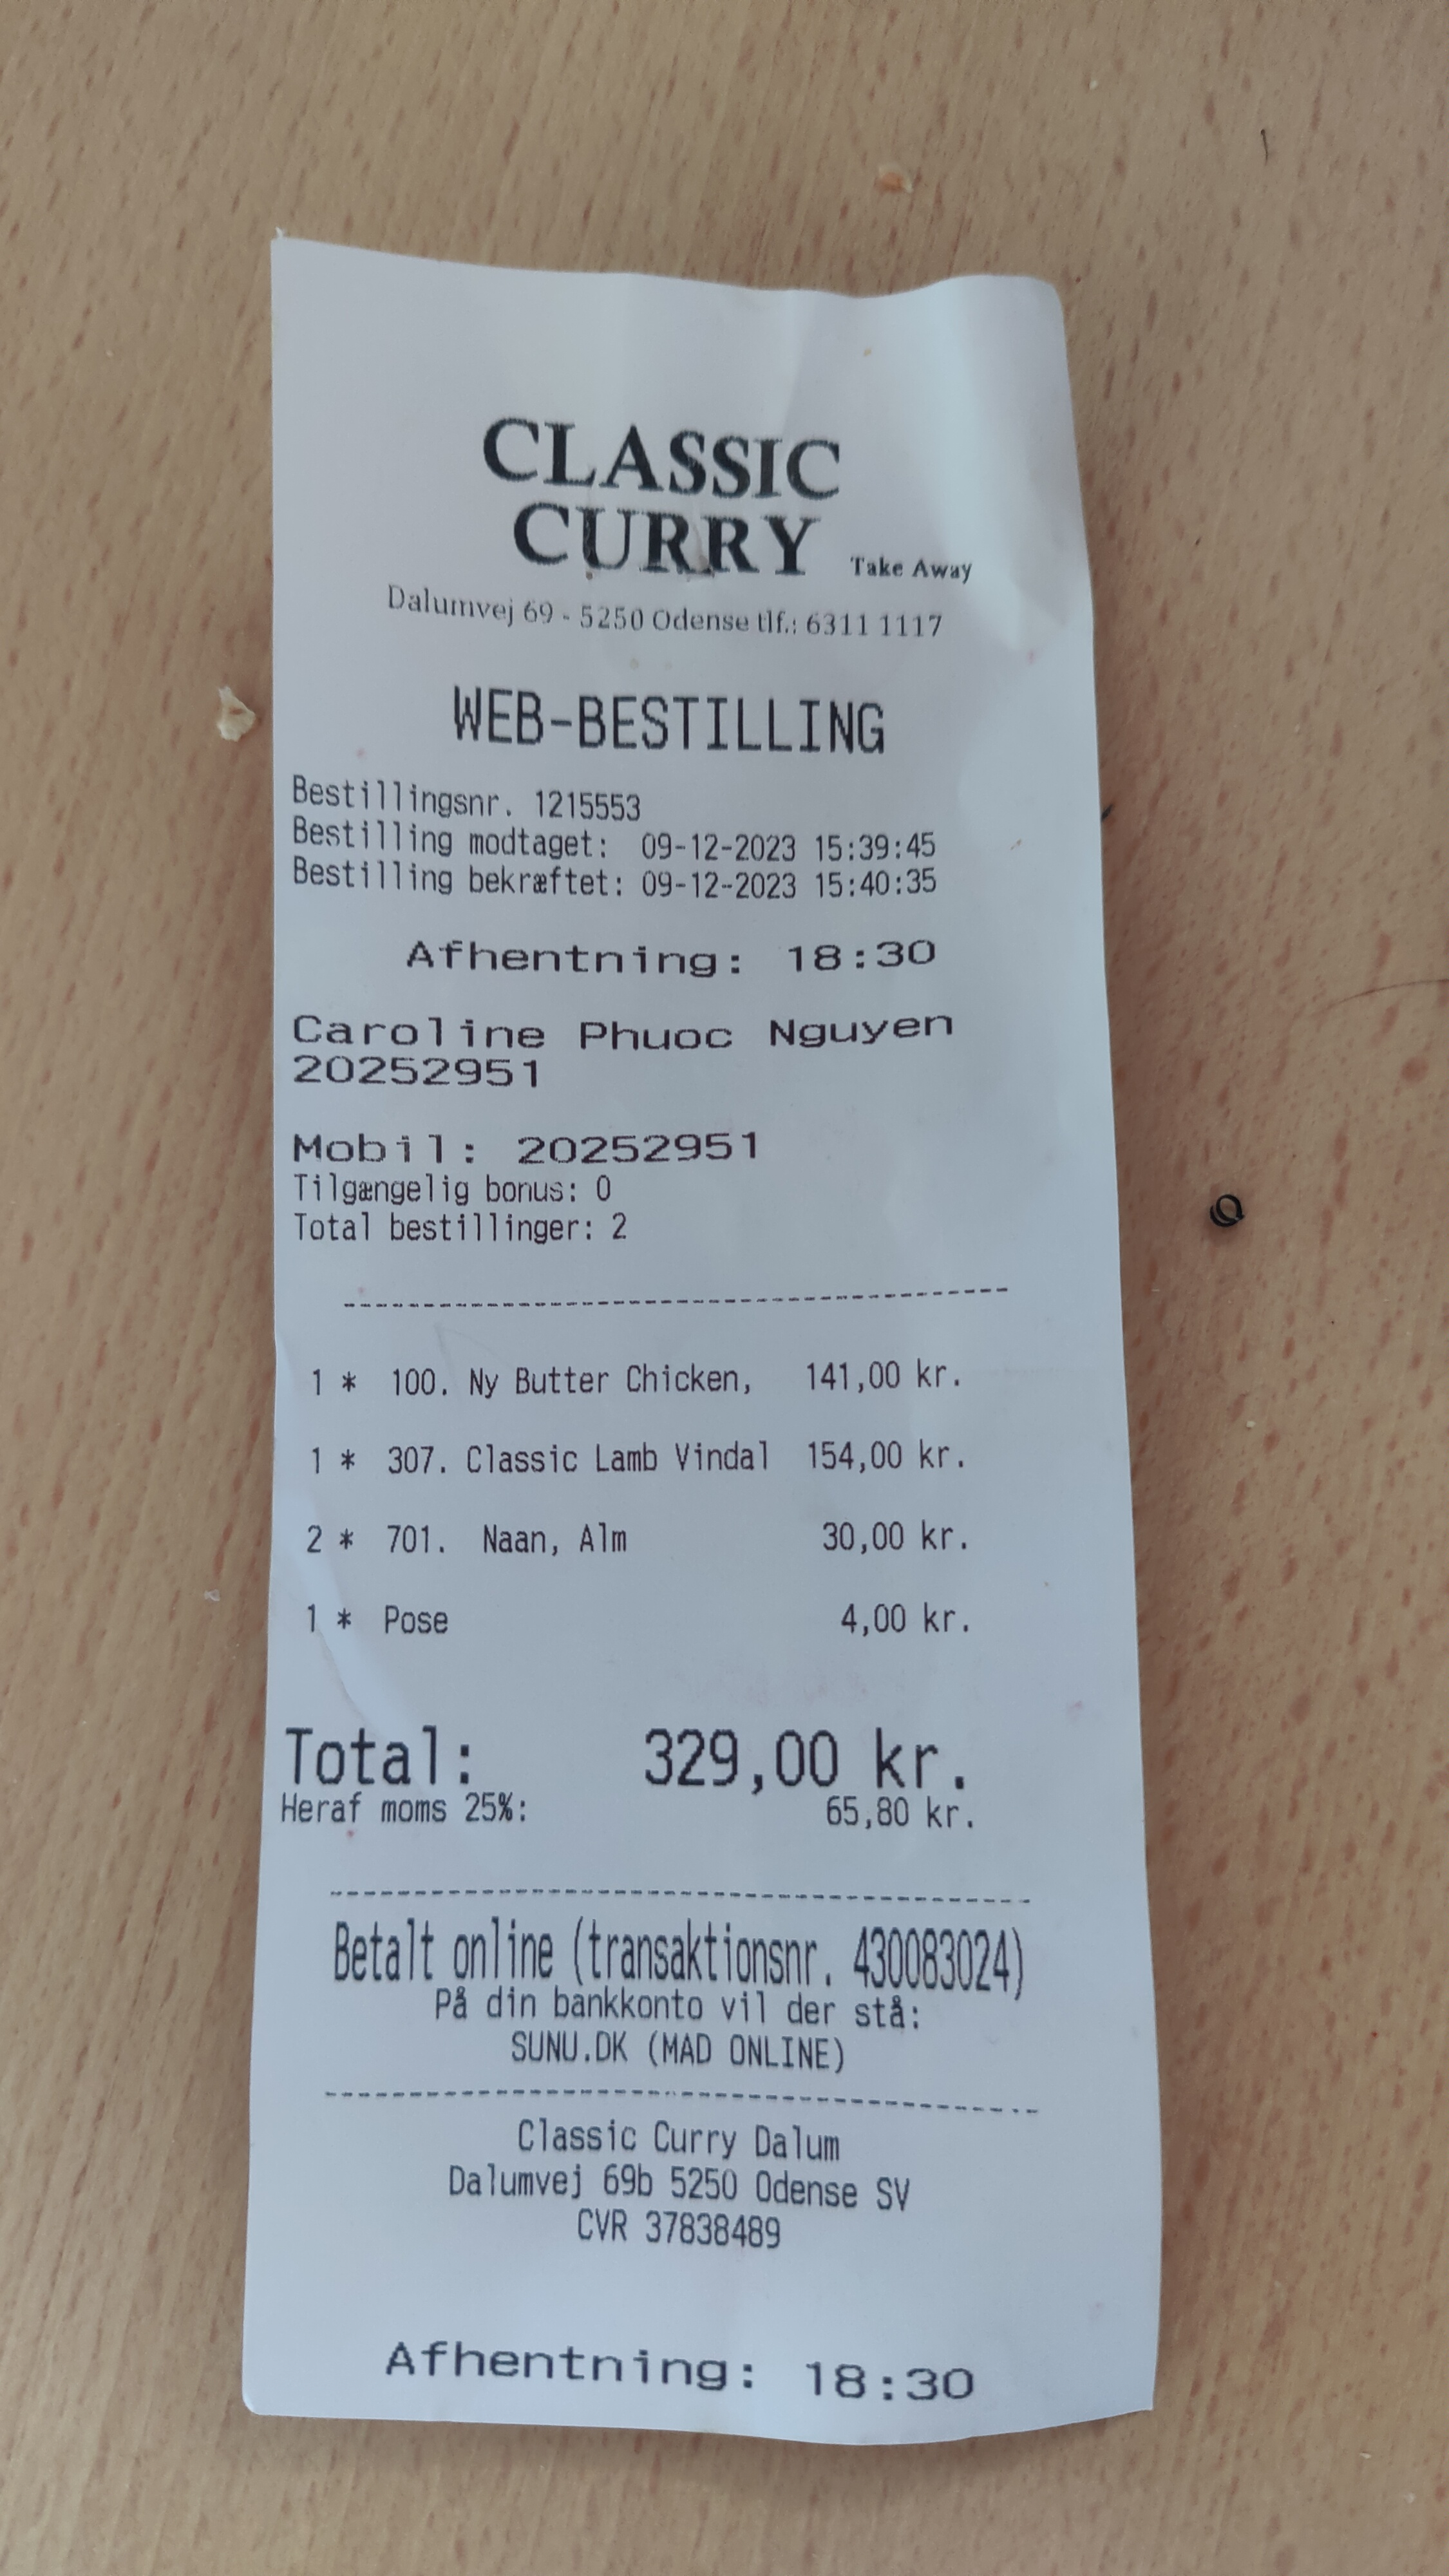 CLASSIC
CURRY Take Away
Dalumvej 69 - 5250 Odense tlf.: 6311 1117
WEB-BESTILLING
Bestillingsnr. 1215553
Bestilling modtaget: 09-12-2023 15:39:45
Bestilling bekræftet: 09-12-2023 15:40:35
Afhentning: 18:30
Caroline Phuoc Nguyen
20252951
Mobil: 20252951
Tilgængelig bonus: 0
Total bestillinger: 2
1 * 100. Ny Butter Chicken, 141,00 kr.
1 * 307. Classic Lamb Vindal 154,00 kr.
2 * 701. Naan, Alm 30,00 kr.
1 * Pose 4,00 kr.
Total: 329,00 kr.
Heraf moms 25%: 65,80 kr.
Betalt online (transaktionsnr. 430083024)
På din bankkonto vil der stå:
SUNU.DK (MAD ONLINE)
Classic Curry Dalum
Dalumvej 69b 5250 Odense SV
CVR 37838489
Afhentning: 18:30